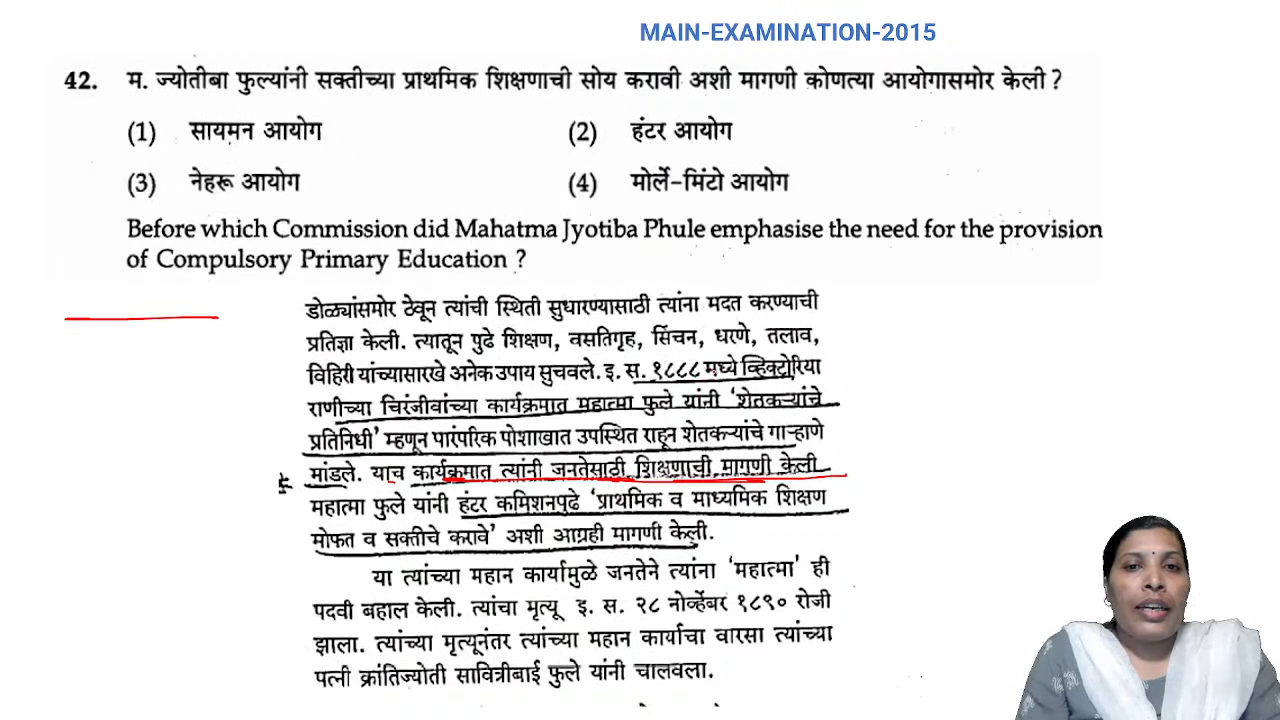 MAIN-EXAMINATION-2015
42. म. ज्योतीबा फुल्यांनी सक्तीच्या प्राथमिक शिक्षणाची सोय करावी अशी मागणी कोणत्या आयोगासमोर केली ?
(1) सायमन आयोग (2) हंटर आयोग
(3) नेहरू आयोग (4) मोर्ले-मिंटो आयोग
Before which Commission did Mahatma Jyotiba Phule emphasise the need for the provision
of Compulsory Primary Education ?
डोळ्यांसमोर ठेवून त्यांची स्थिती सुधारण्यासाठी त्यांना मदत करण्याची
प्रतिज्ञा केली. त्यातून पुढे शिक्षण, वसतिगृह, सिंचन, धरणे, तलाव,
विहिरी यांच्यासारखे अनेक उपाय सुचवले. इ. स. १८८८ मध्ये व्हिक्टोरिया
राणीच्या चिरंजीवांच्या कार्यक्रमात महात्मा फुले यांनी ‘शेतकऱ्यांचे
प्रतिनिधी’ म्हणून पारंपरिक पोशाखात उपस्थित राहून शेतकऱ्यांचे गाऱ्हाणे
मांडले. याच कार्यक्रमात त्यांनी जनतेसाठी शिक्षणाची मागणी केली
महात्मा फुले यांनी हंटर कमिशनपुढे ‘प्राथमिक व माध्यमिक शिक्षण
मोफत व सक्तीचे करावे’ अशी आग्रही मागणी केली.
या त्यांच्या महान कार्यामुळे जनतेने त्यांना ‘महात्मा’ ही
पदवी बहाल केली. त्यांचा मृत्यू इ. स. २८ नोव्हेंबर १८९० रोजी
झाला. त्यांच्या मृत्यूनंतर त्यांच्या महान कार्याचा वारसा त्यांच्या
पत्नी क्रांतिज्योती सावित्रीबाई फुले यांनी चालवला.